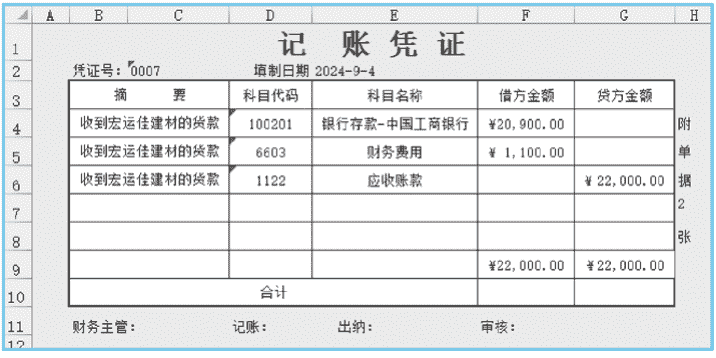 A B C D E F G H
1 记 账 凭 证
2 凭证号: 0007 填制日期 2024-9-4
3 摘 要 科目代码 科目名称 借方金额 贷方金额
4 收到宏运佳建材的货款 100201 银行存款-中国工商银行 ¥20,900.00 附
5 收到宏运佳建材的货款 6603 财务费用 ¥ 1,100.00 单
6 收到宏运佳建材的货款 1122 应收账款 ¥ 22,000.00 据
7 2
8 张
9 ¥22,000.00 ¥22,000.00
10 合计
11 财务主管: 记账: 出纳: 审核:
12